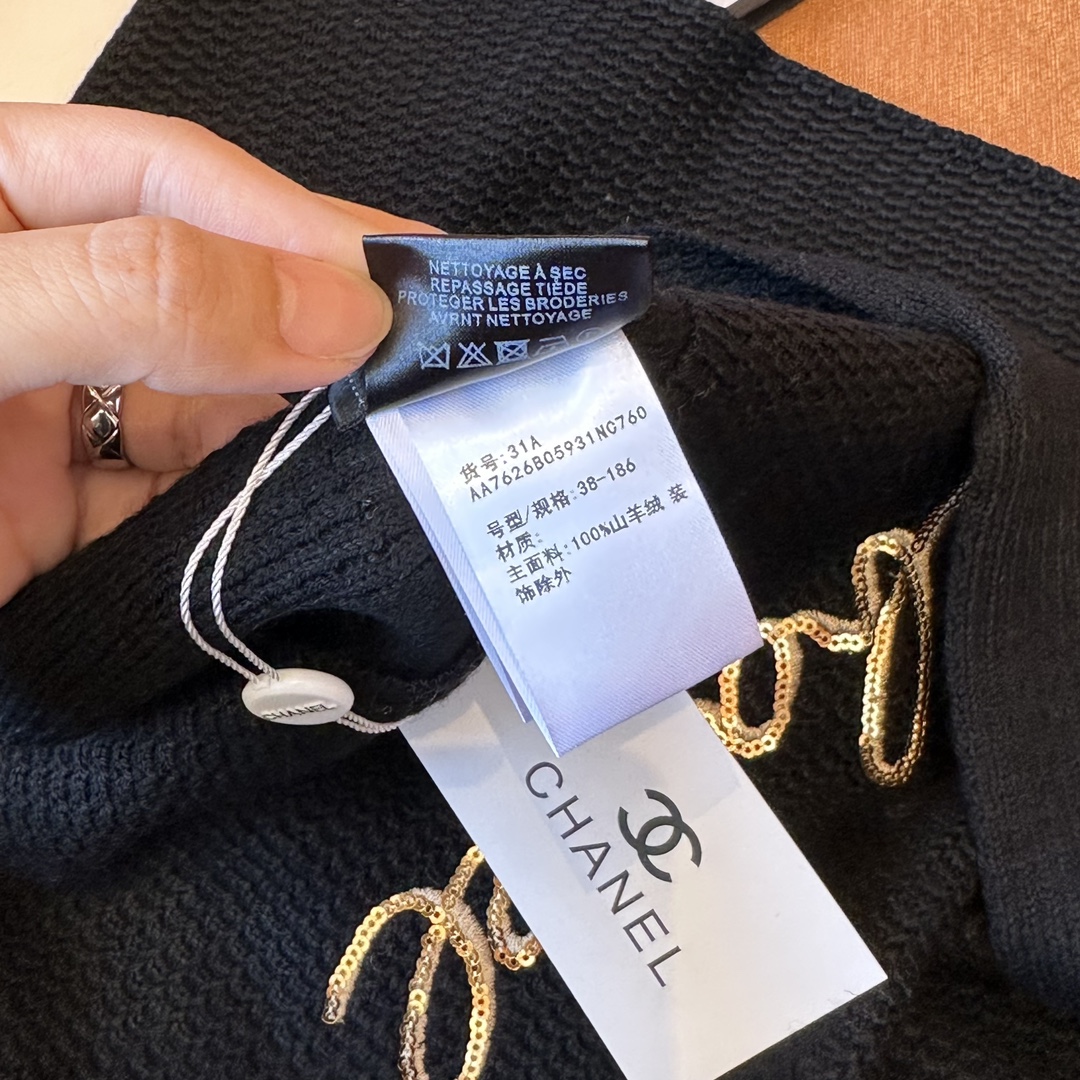 NETTOYAGE À SEC
REPASSAGE TIÈDE
PROTEGER LES BRODERIES
AVRNT NETTOYAGE
货号:31A
AA7626B05931NC760
号型/规格:38-186
材质:
主面料:100%山羊绒 装
饰除外
CHANEL
CHANEL